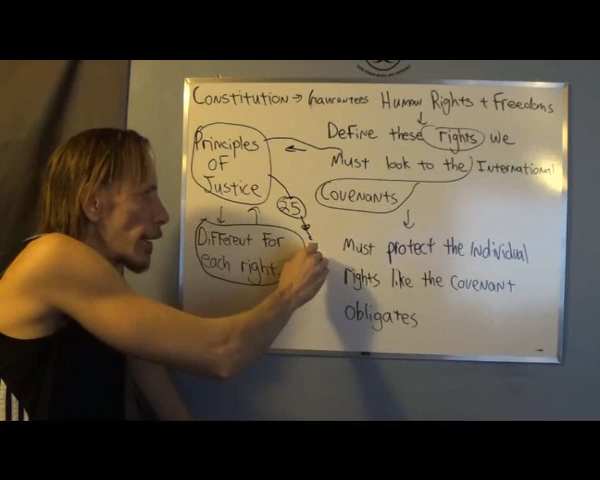 CONSTITUTION → Gaurantees Human Rights + Freedoms
Define these rights we
Must look to the International
Covenants
Principles
Of
Justice
25
Different For
each right
Must protect the Individual
rights like the Covenant
Obligates